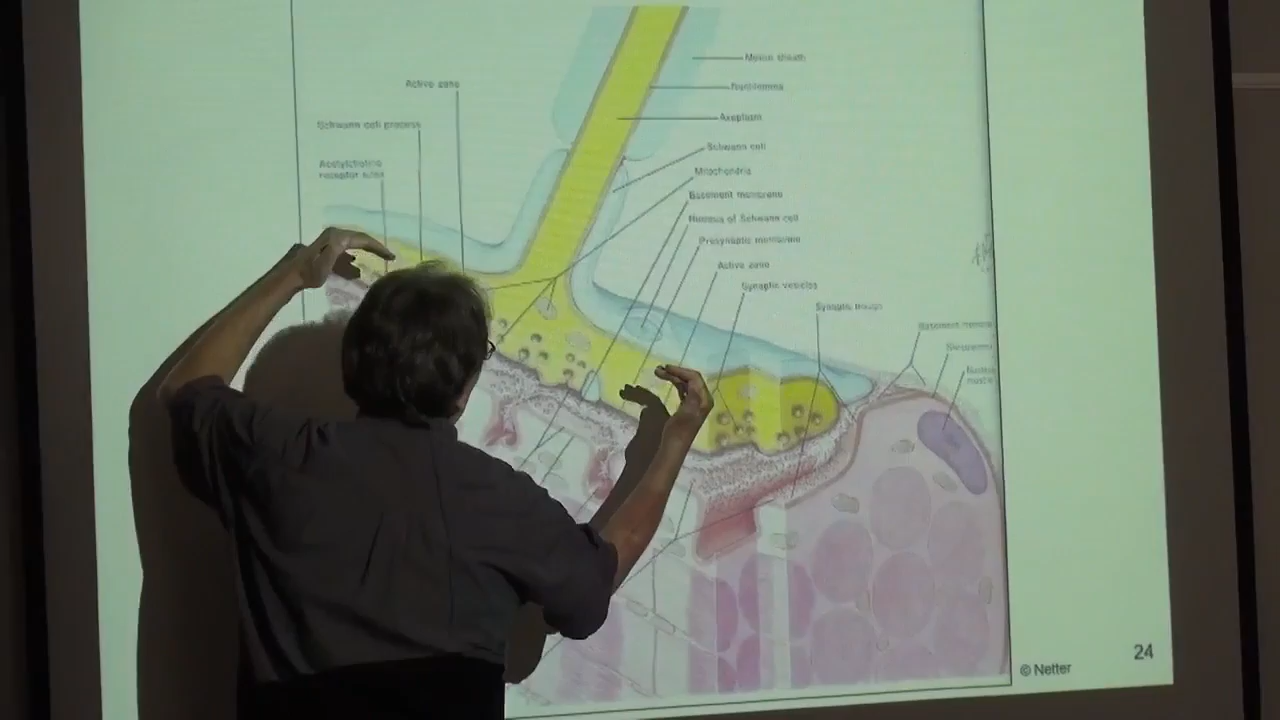 Active zone
Schwann cell process
Acetylcholine
receptor sites
Myelin sheath
Neurilemma
Axoplasm
Schwann cell
Mitochondria
Basement membrane
Nucleus of Schwann cell
Presynaptic membrane
Active zone
Synaptic vesicles
Synaptic trough
Basement
© Netter
24